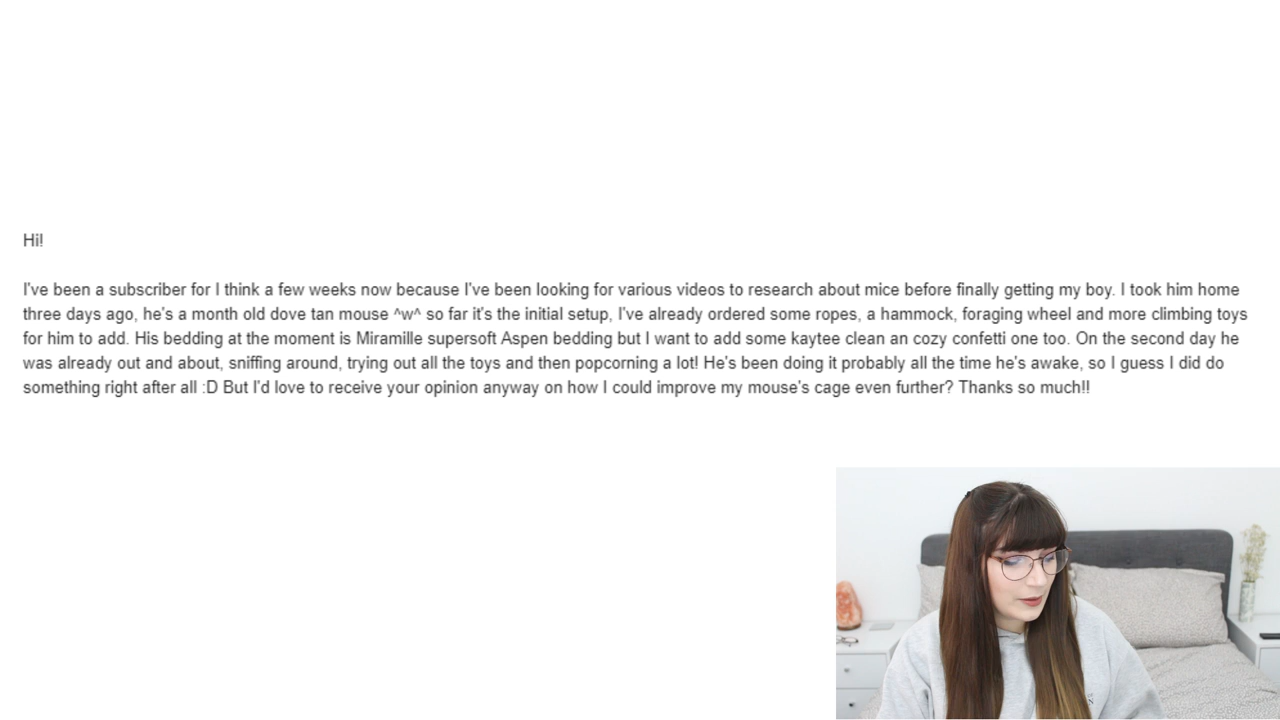 Hi!
I've been a subscriber for I think a few weeks now because I've been looking for various videos to research about mice before finally getting my boy. I took him home
three days ago, he's a month old dove tan mouse ^w^ so far it's the initial setup, I've already ordered some ropes, a hammock, foraging wheel and more climbing toys
for him to add. His bedding at the moment is Miramille supersoft Aspen bedding but I want to add some kaytee clean an cozy confetti one too. On the second day he
was already out and about, sniffing around, trying out all the toys and then popcorning a lot! He's been doing it probably all the time he's awake, so I guess I did do
something right after all :D But I'd love to receive your opinion anyway on how I could improve my mouse's cage even further? Thanks so much!!